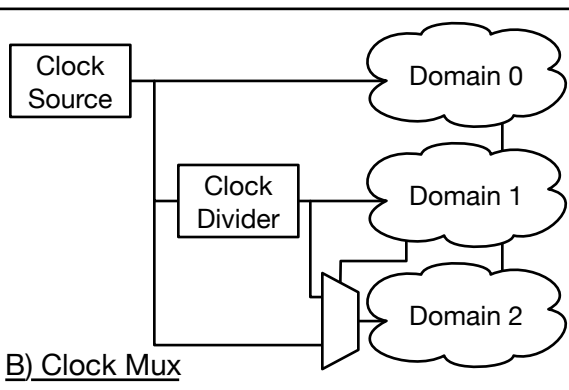 Clock
Source
Domain 0
Clock
Divider
Domain 1
Domain 2
B) Clock Mux